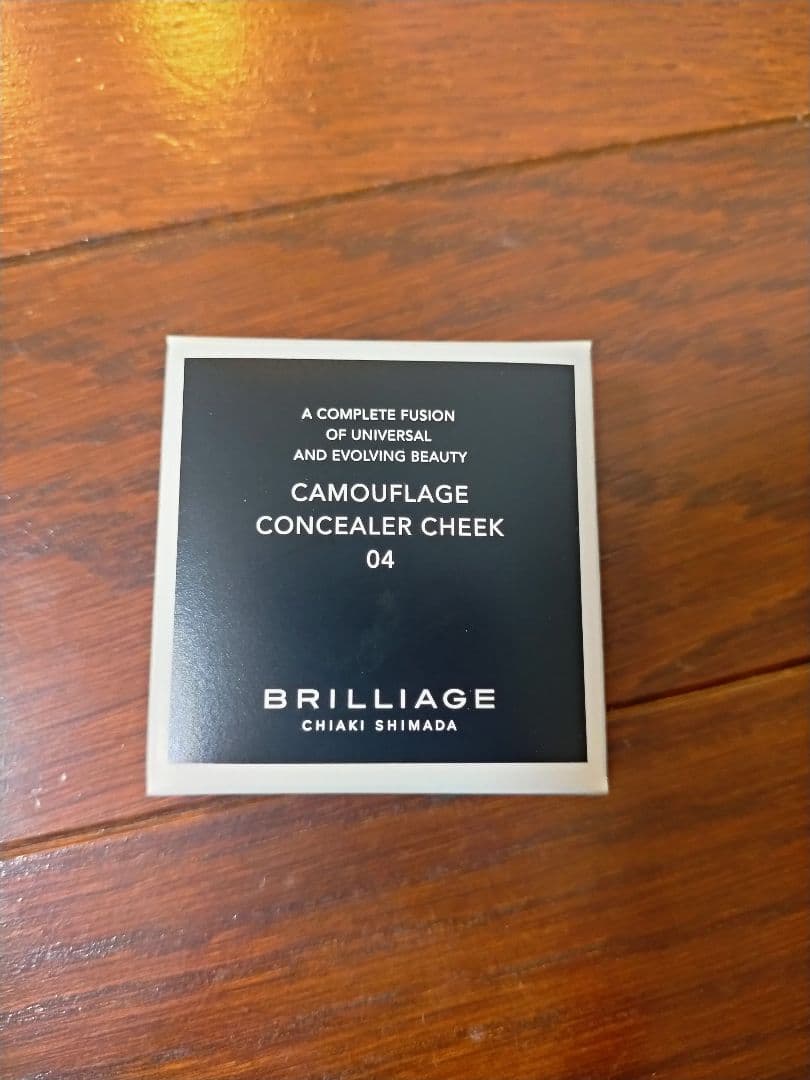 A COMPLETE FUSION
OF UNIVERSAL
AND EVOLVING BEAUTY
CAMOUFLAGE
CONCEALER CHEEK
04
BRILLIAGE
CHIAKI SHIMADA